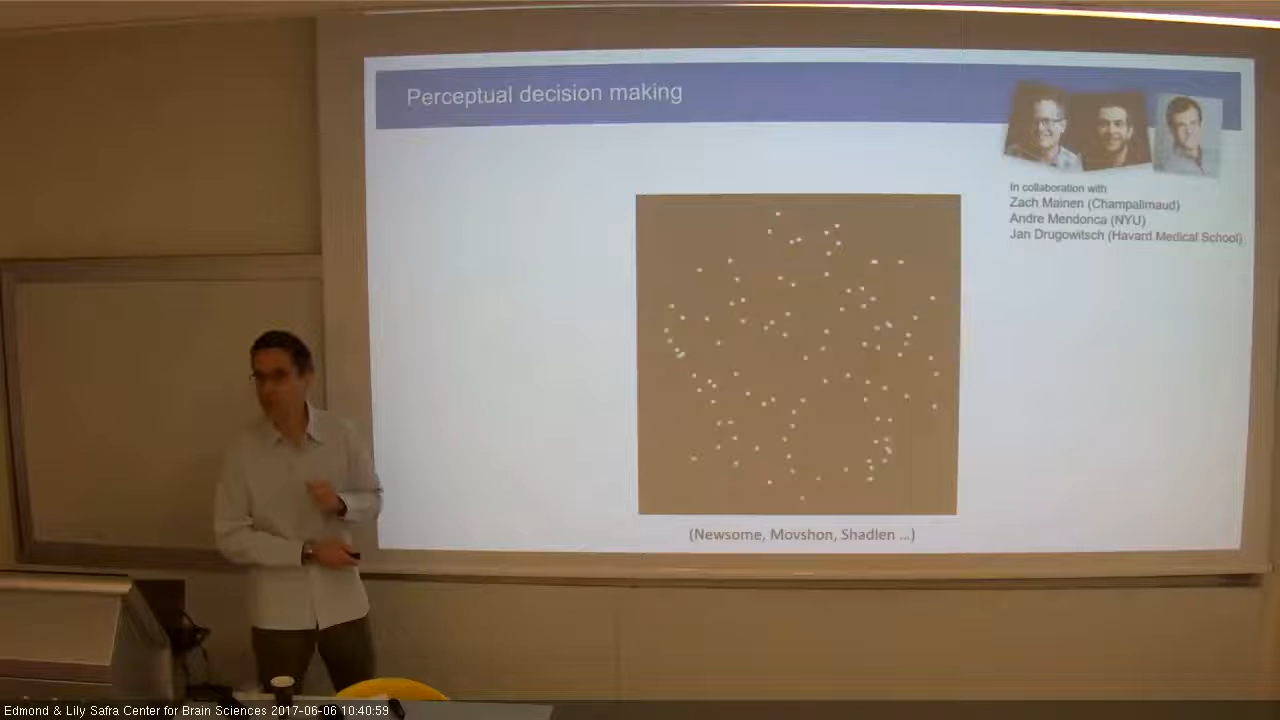 Perceptual decision making
In collaboration with
Zach Mainen (Champalimaud)
Andre Mendonca (NYU)
Jan Drugowitsch (Havard Medical School)
(Newsome, Movshon, Shadlen ...)
Edmond & Lily Safra Center for Brain Sciences 2017-06-06 10:40:59